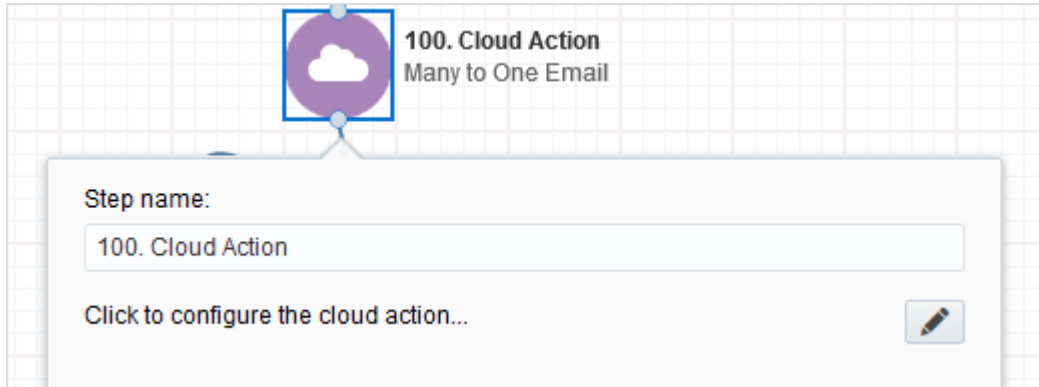 100. Cloud Action
Many to One Email
Step name:
100. Cloud Action
Click to configure the cloud action...